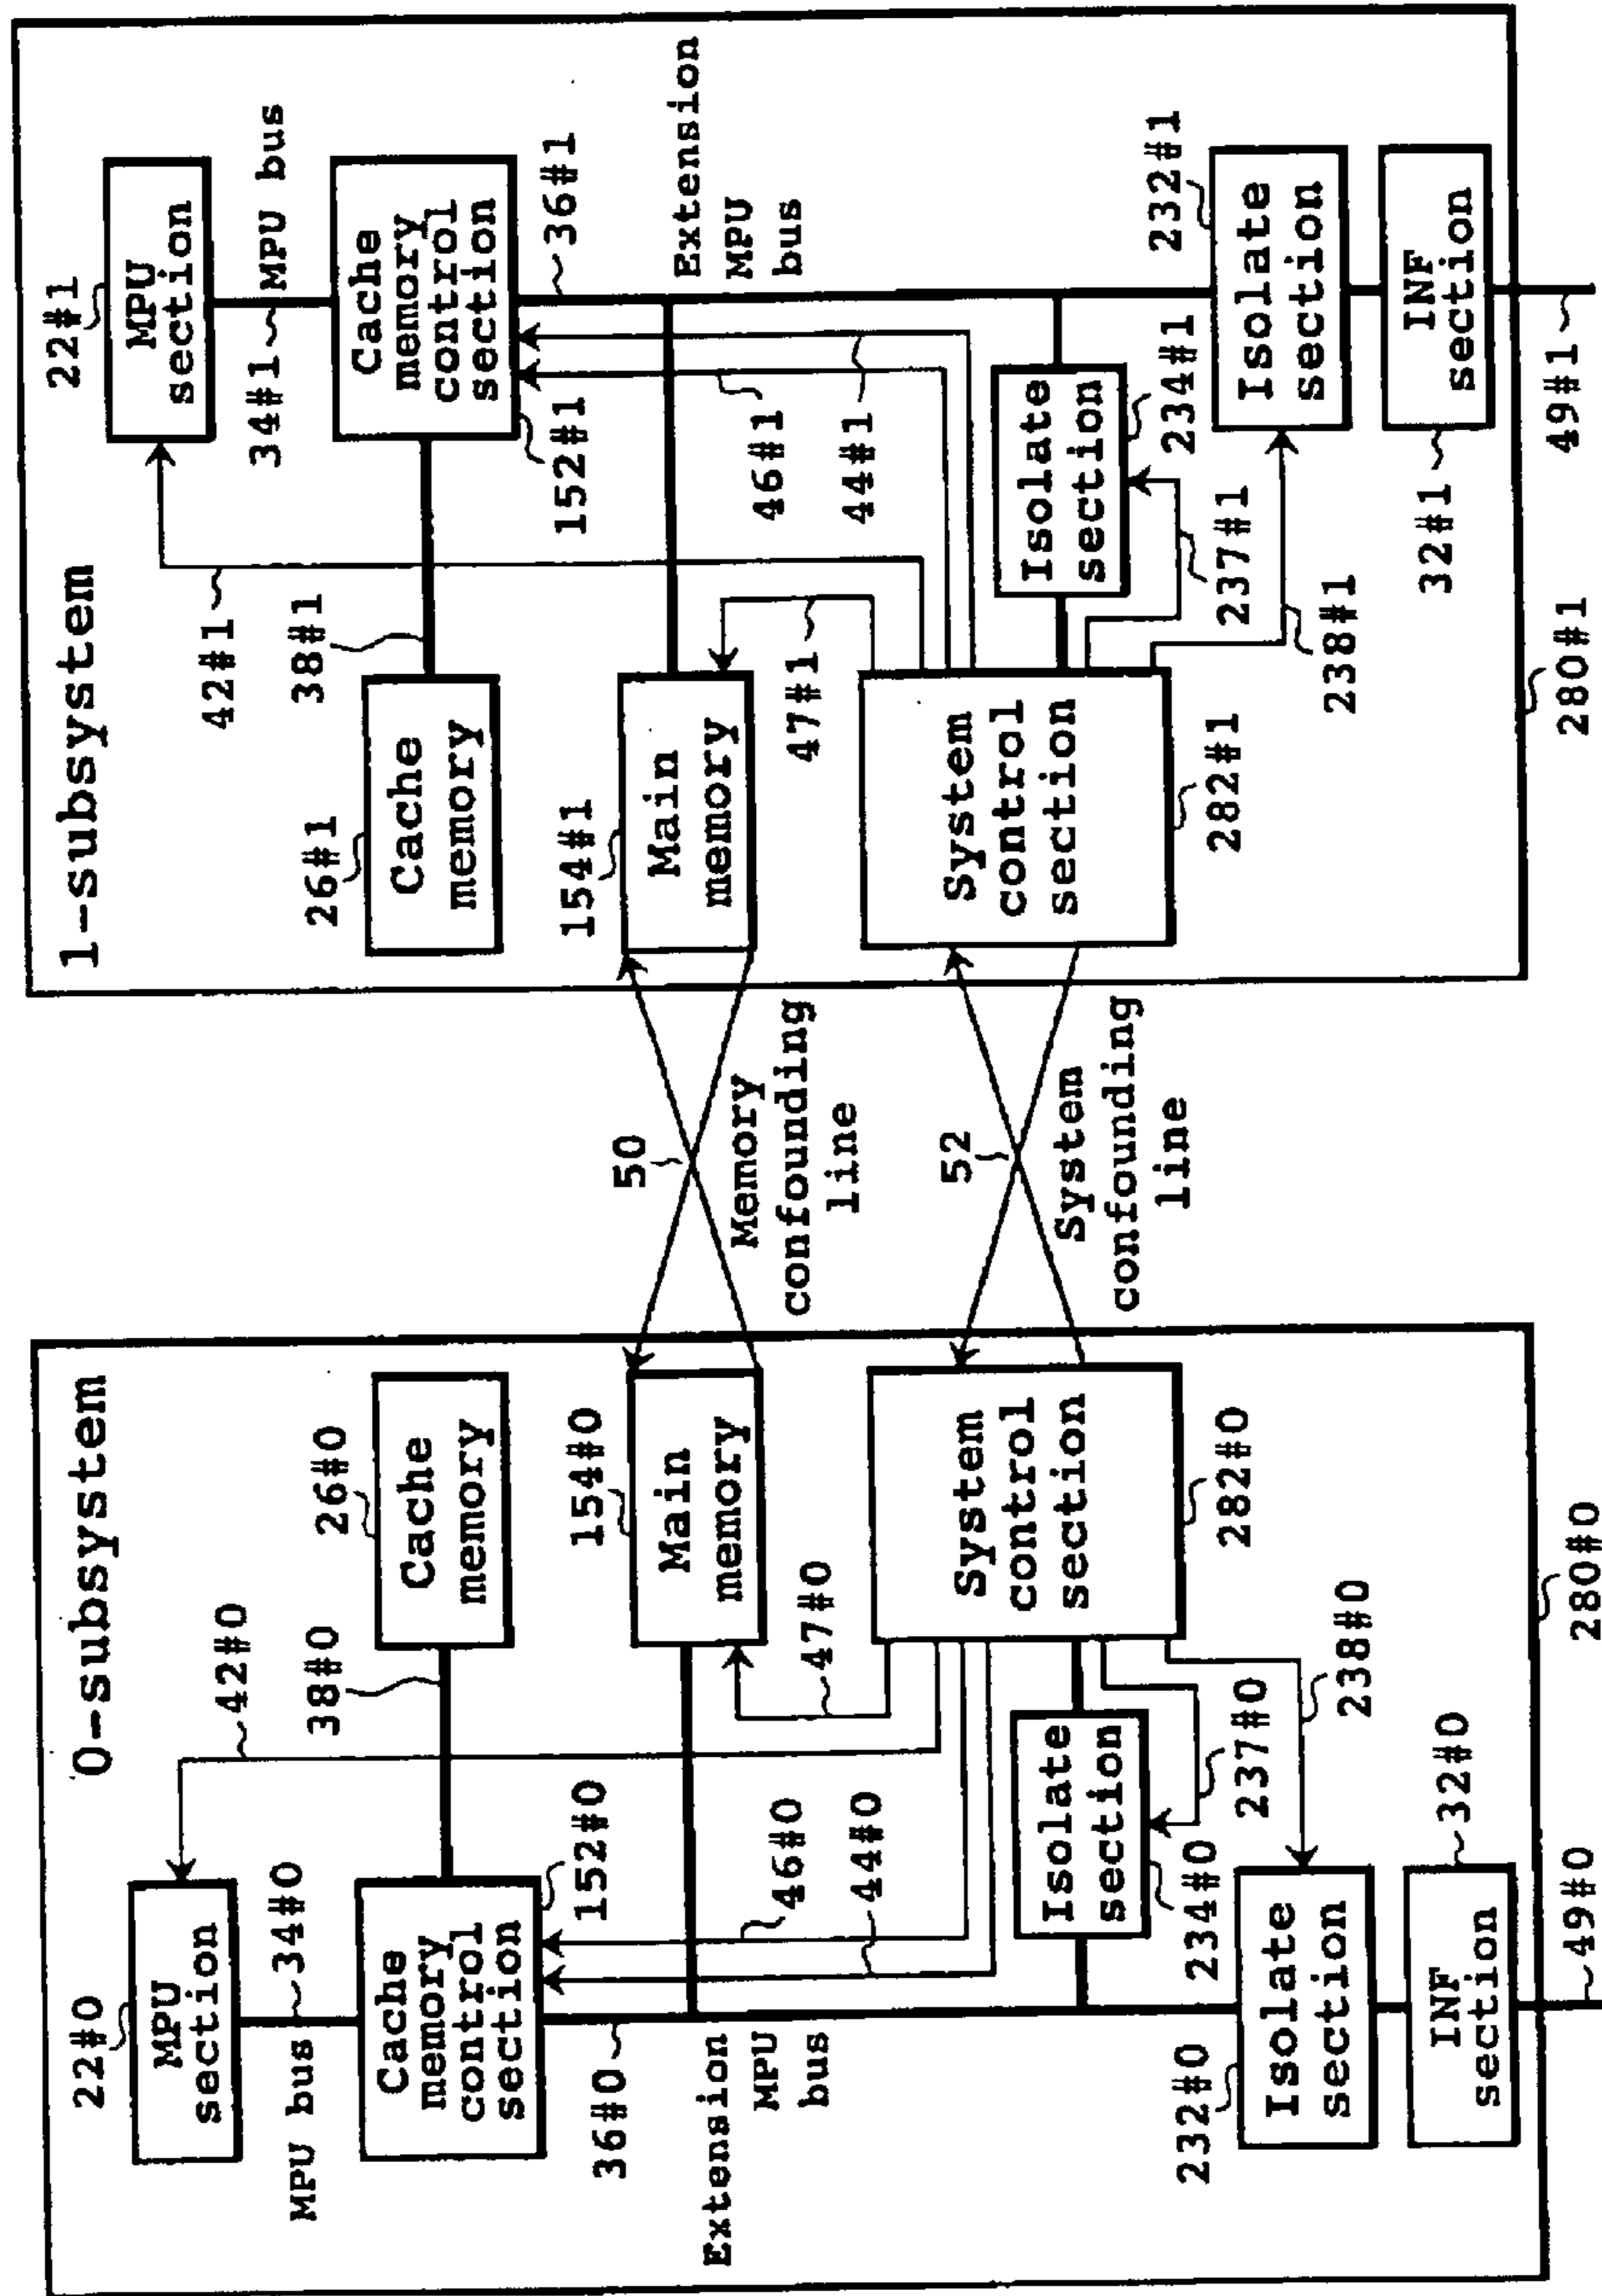 0-subsystem
22#0
MPU
section
42#0
34#0
MPU bus
38#0
26#0
Cache
memory
control
section
152#0
Cache
memory
36#0
Extension
MPU
bus
46#0
44#0
154#0
Main
memory
47#0
System
control
section
282#0
Isolate
section
234#0
237#0
238#0
232#0
Isolate
section
INF
section
32#0
49#0
280#0
50
Memory
confounding
line
52
System
confounding
line
1-subsystem
22#1
MPU
section
42#1
34#1
MPU bus
38#1
26#1
Cache
memory
Cache
memory
control
section
152#1
36#1
Extension
MPU
bus
46#1
44#1
154#1
Main
memory
47#1
System
control
section
282#1
Isolate
section
234#1
237#1
238#1
232#1
Isolate
section
INF
section
32#1
49#1
280#1